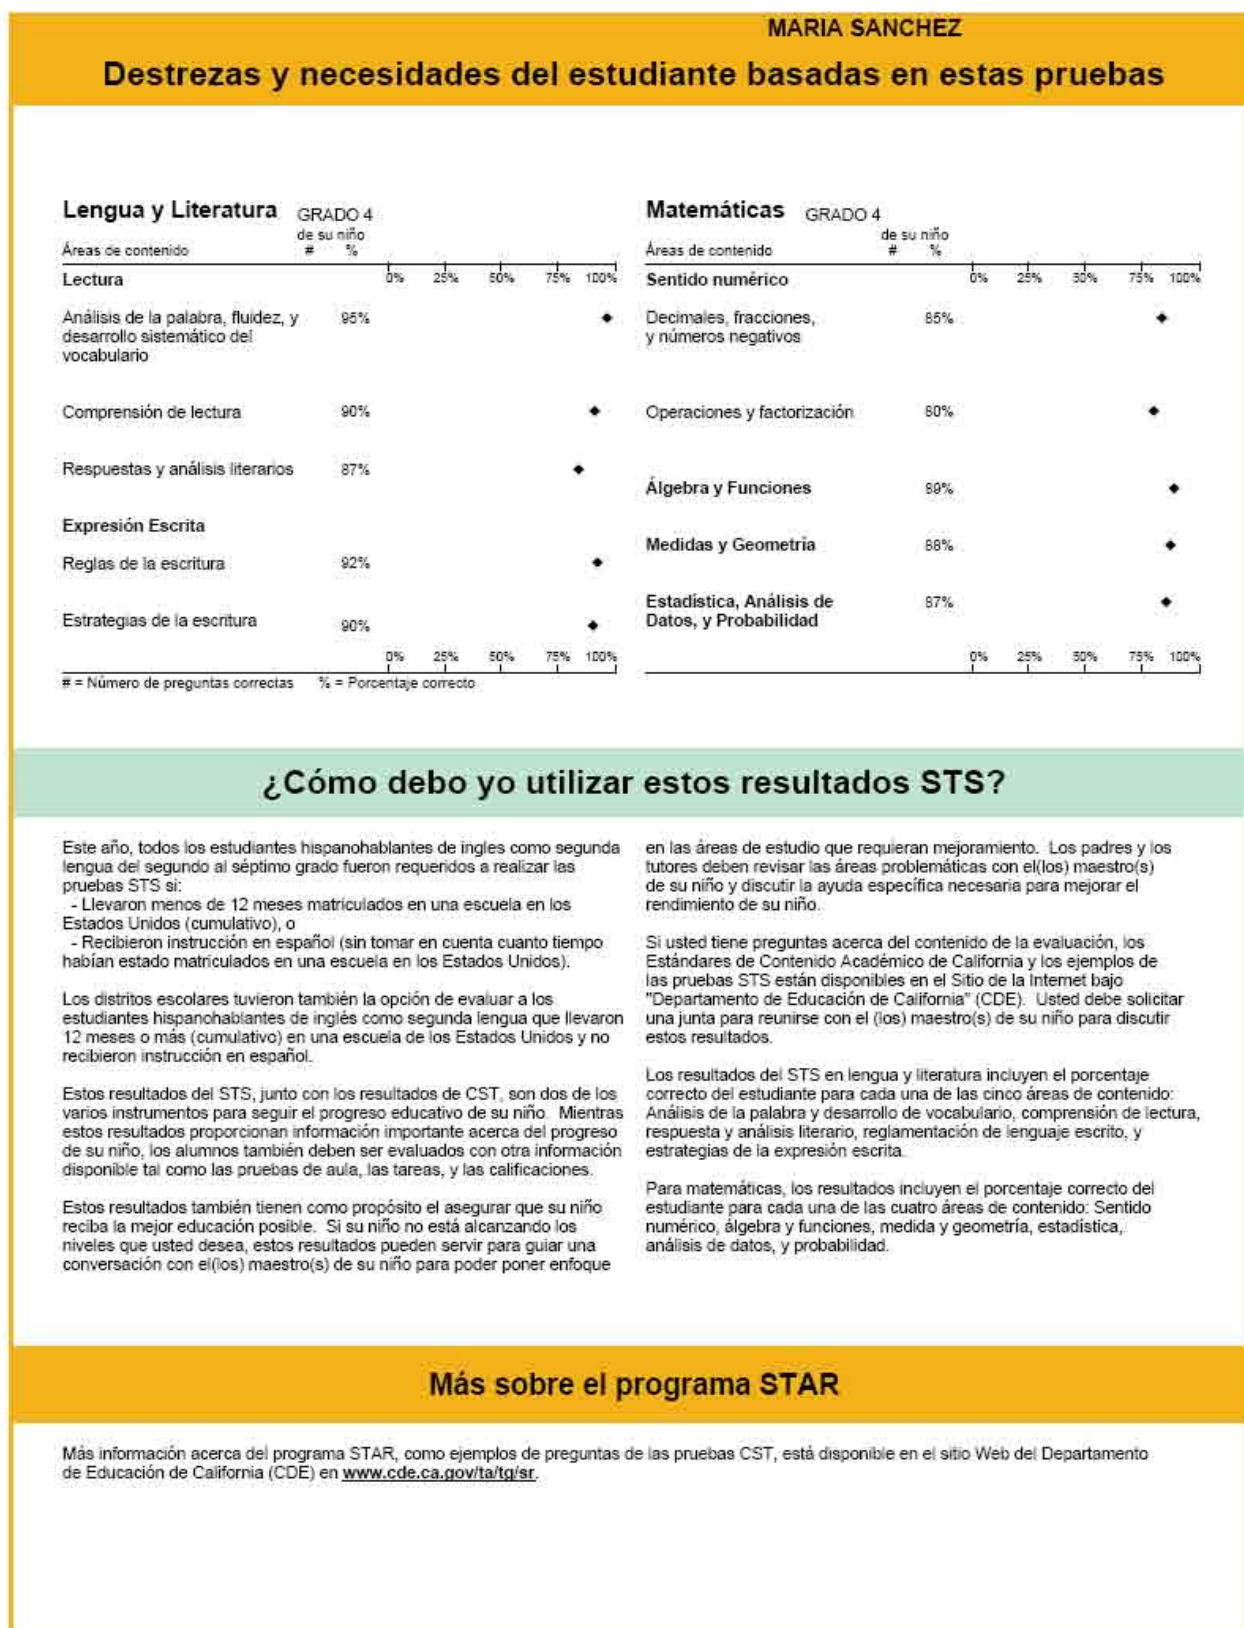 MARIA SANCHEZ
Destrezas y necesidades del estudiante basadas en estas pruebas
Lengua y Literatura GRADO 4
de su niño
Áreas de contenido # %
Lectura 0% 25% 50% 75% 100%
Análisis de la palabra, fluidez, y 95%
desarrollo sistemático del
vocabulario
Comprensión de lectura 90%
Respuestas y análisis literarios 87%
Expresión Escrita
Reglas de la escritura 92%
Estrategias de la escritura 90%
0% 25% 50% 75% 100%
# = Número de preguntas correctas % = Porcentaje correcto
Matemáticas GRADO 4
de su niño
Áreas de contenido # %
Sentido numérico 0% 25% 50% 75% 100%
Decimales, fracciones, 85%
y números negativos
Operaciones y factorización 80%
Álgebra y Funciones 89%
Medidas y Geometría 88%
Estadística, Análisis de 87%
Datos, y Probabilidad
0% 25% 50% 75% 100%
¿Cómo debo yo utilizar estos resultados STS?
Este año, todos los estudiantes hispanohablantes de ingles como segunda
lengua del segundo al séptimo grado fueron requeridos a realizar las
pruebas STS si:
- Llevaron menos de 12 meses matriculados en una escuela en los
Estados Unidos (cumulativo), o
- Recibieron instrucción en español (sin tomar en cuenta cuanto tiempo
habían estado matriculados en una escuela en los Estados Unidos).
Los distritos escolares tuvieron también la opción de evaluar a los
estudiantes hispanohablantes de inglés como segunda lengua que llevaron
12 meses o más (cumulativo) en una escuela de los Estados Unidos y no
recibieron instrucción en español.
Estos resultados del STS, junto con los resultados de CST, son dos de los
varios instrumentos para seguir el progreso educativo de su niño. Mientras
estos resultados proporcionan información importante acerca del progreso
de su niño, los alumnos también deben ser evaluados con otra información
disponible tal como las pruebas de aula, las tareas, y las calificaciones.
Estos resultados también tienen como propósito el asegurar que su niño
reciba la mejor educación posible. Si su niño no está alcanzando los
niveles que usted desea, estos resultados pueden servir para guiar una
conversación con el(los) maestro(s) de su niño para poder poner enfoque
en las áreas de estudio que requieran mejoramiento. Los padres y los
tutores deben revisar las áreas problemáticas con el(los) maestro(s)
de su niño y discutir la ayuda específica necesaria para mejorar el
rendimiento de su niño.
Si usted tiene preguntas acerca del contenido de la evaluación, los
Estándares de Contenido Académico de California y los ejemplos de
las pruebas STS están disponibles en el Sitio de la Internet bajo
"Departamento de Educación de California" (CDE). Usted debe solicitar
una junta para reunirse con el (los) maestro(s) de su niño para discutir
estos resultados.
Los resultados del STS en lengua y literatura incluyen el porcentaje
correcto del estudiante para cada una de las cinco áreas de contenido:
Análisis de la palabra y desarrollo de vocabulario, comprensión de lectura,
respuesta y análisis literario, reglamentación de lenguaje escrito, y
estrategias de la expresión escrita.
Para matemáticas, los resultados incluyen el porcentaje correcto del
estudiante para cada una de las cuatro áreas de contenido: Sentido
numérico, álgebra y funciones, medida y geometría, estadística,
análisis de datos, y probabilidad.
Más sobre el programa STAR
Más información acerca del programa STAR, como ejemplos de preguntas de las pruebas CST, está disponible en el sitio Web del Departamento
de Educación de California (CDE) en www.cde.ca.gov/ta/tg/sr.